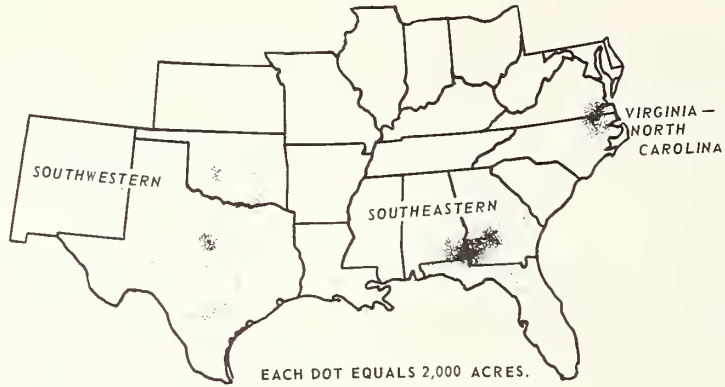 VIRGINIA—
NORTH
CAROLINA
SOUTHWESTERN
SOUTHEASTERN
EACH DOT EQUALS 2,000 ACRES.